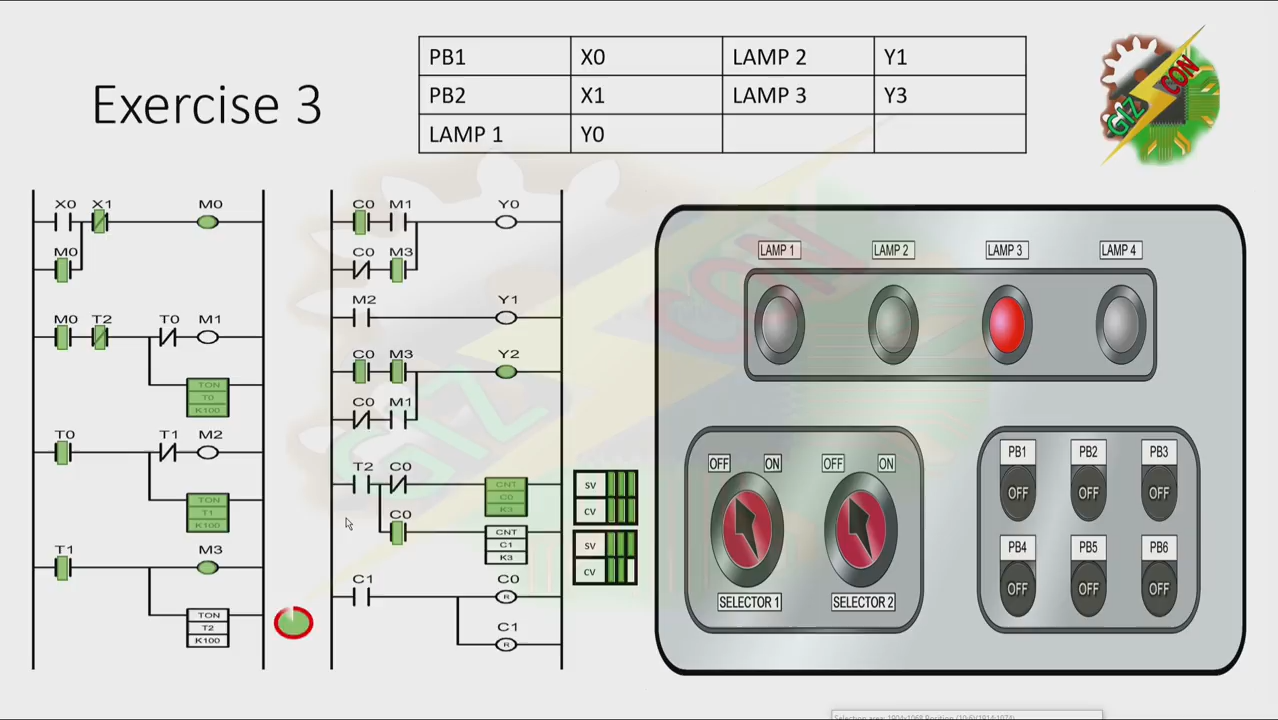 Exercise 3
PB1 X0 LAMP 2 Y1
PB2 X1 LAMP 3 Y3
LAMP 1 Y0
GIZ CON
X0 X1 M0
M0
M0 T2 T0 M1
TON
T0
K100
T0 T1 M2
TON
T1
K100
T1 M3
TON
T2
K100
C0 M1 Y0
C0 M3
M2 Y1
C0 M3 Y2
C0 M1
T2 C0
CNT
C0
K3
SV
CV
C0
CNT
C1
K3
SV
CV
C1 C0
R
C1
R
LAMP 1 LAMP 2 LAMP 3 LAMP 4
OFF ON OFF ON
SELECTOR 1 SELECTOR 2
PB1 PB2 PB3
OFF OFF OFF
PB4 PB5 PB6
OFF OFF OFF